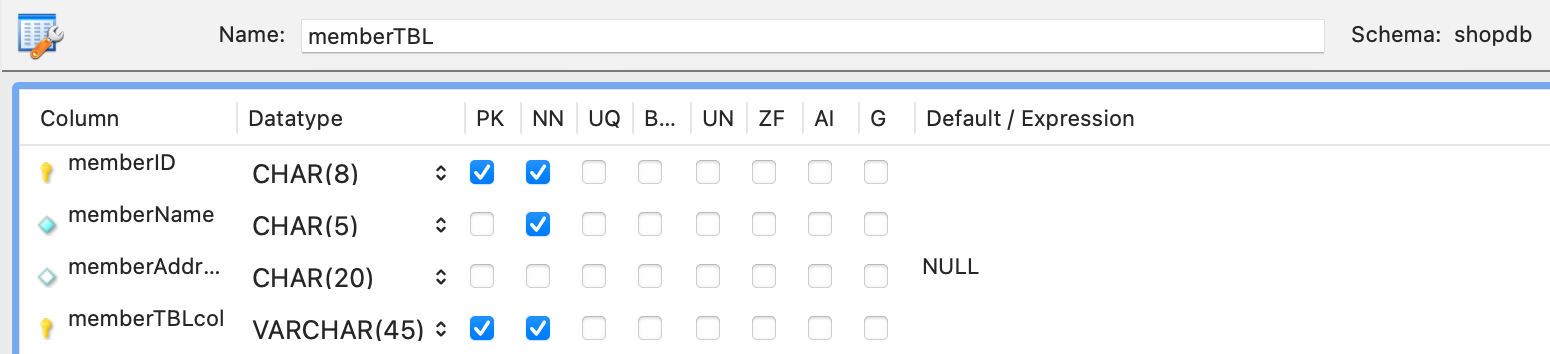 Name: memberTBL Schema: shopdb
Column Datatype PK NN UQ B... UN ZF AI G Default / Expression
memberID CHAR(8)
memberName CHAR(5)
memberAddr... CHAR(20) NULL
memberTBLcol VARCHAR(45)